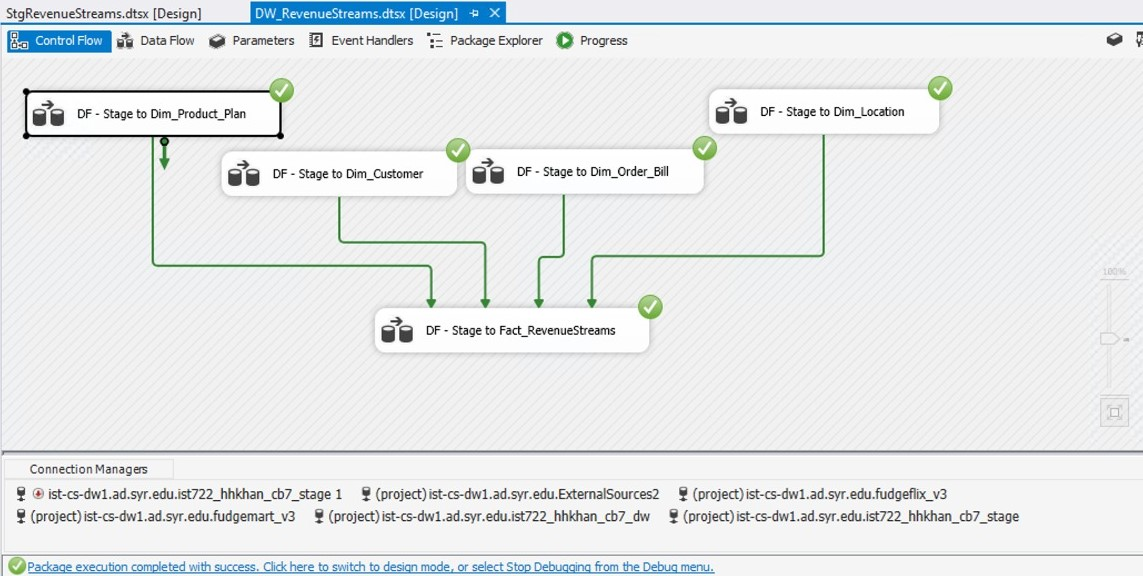 StgRevenueStreams.dtsx [Design] DW_RevenueStreams.dtsx [Design]
Control Flow Data Flow Parameters Event Handlers Package Explorer Progress
DF - Stage to Dim_Product_Plan
DF - Stage to Dim_Location
DF - Stage to Dim_Customer
DF - Stage to Dim_Order_Bill
100%
DF - Stage to Fact_RevenueStreams
Connection Managers
ist-cs-dw1.ad.syr.edu.ist722_hhkhan_cb7_stage 1 (project) ist-cs-dw1.ad.syr.edu.ExternalSources2 (project) ist-cs-dw1.ad.syr.edu.fudgeflix_v3
(project) ist-cs-dw1.ad.syr.edu.fudgemart_v3 (project) ist-cs-dw1.ad.syr.edu.ist722_hhkhan_cb7_dw (project) ist-cs-dw1.ad.syr.edu.ist722_hhkhan_cb7_stage
Package execution completed with success. Click here to switch to design mode, or select Stop Debugging from the Debug menu.